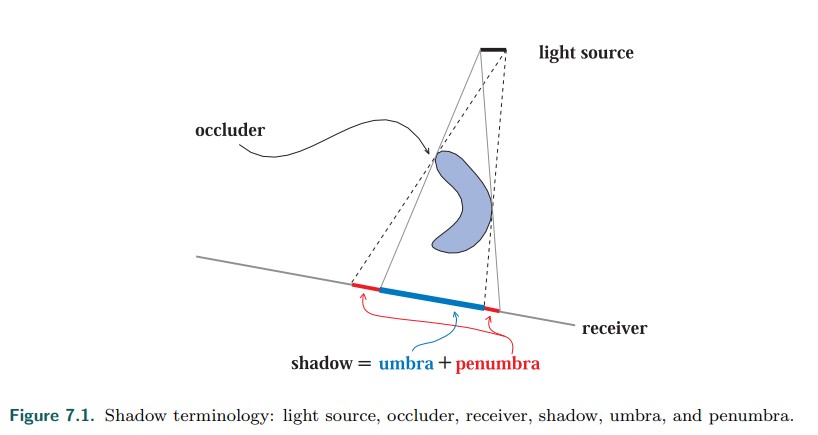 light source
occluder
receiver
shadow = umbra + penumbra
Figure 7.1. Shadow terminology: light source, occluder, receiver, shadow, umbra, and penumbra.